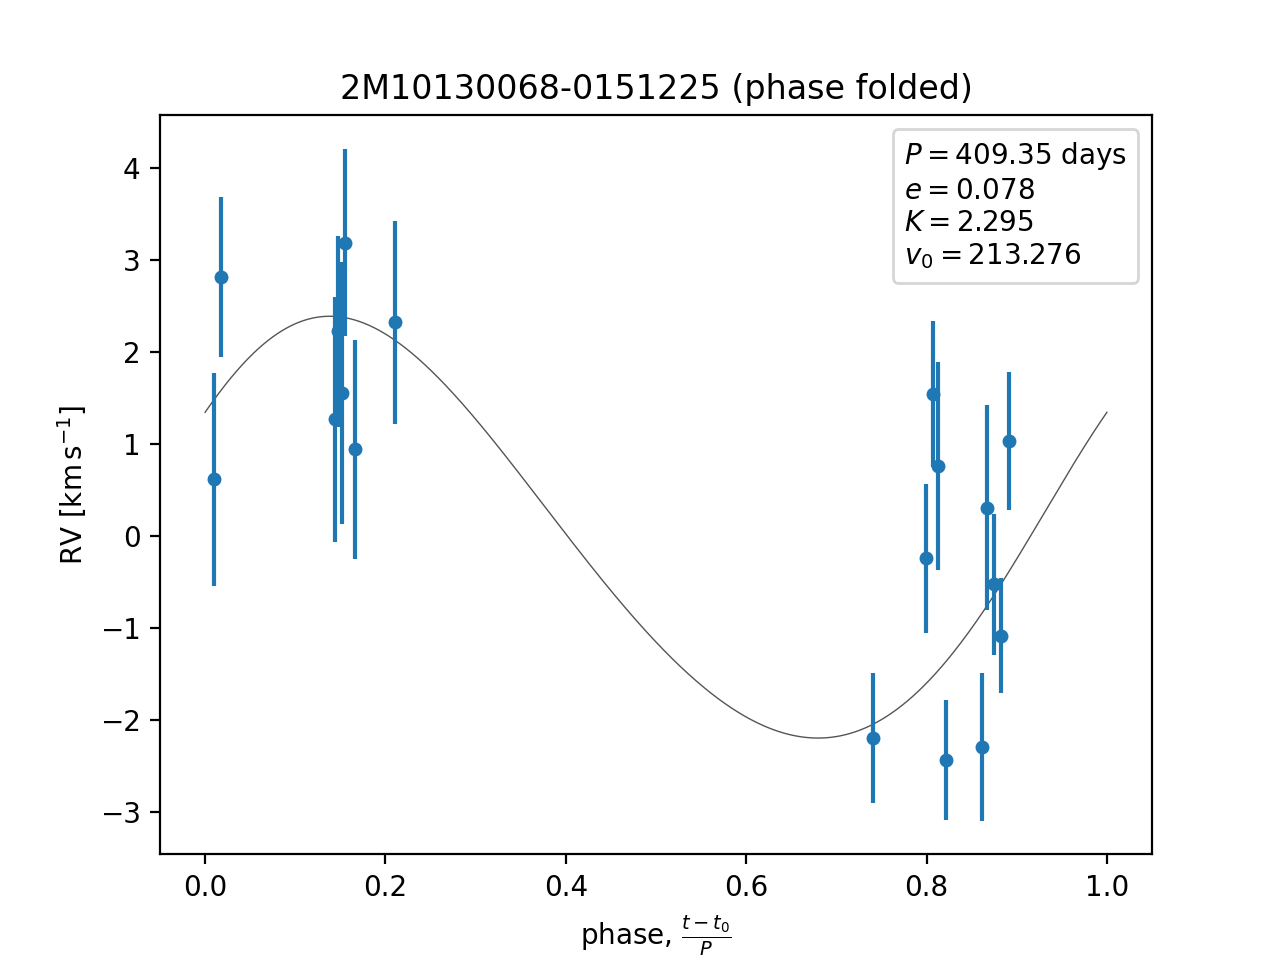 2M10130068-0151225 (phase folded)
P = 409.35 days
e = 0.078
K = 2.295
v₀ = 213.276
4
3
2
1
0
−1
−2
−3
RV [km s⁻¹]
0.0 0.2 0.4 0.6 0.8 1.0
phase, (t − t₀)/P